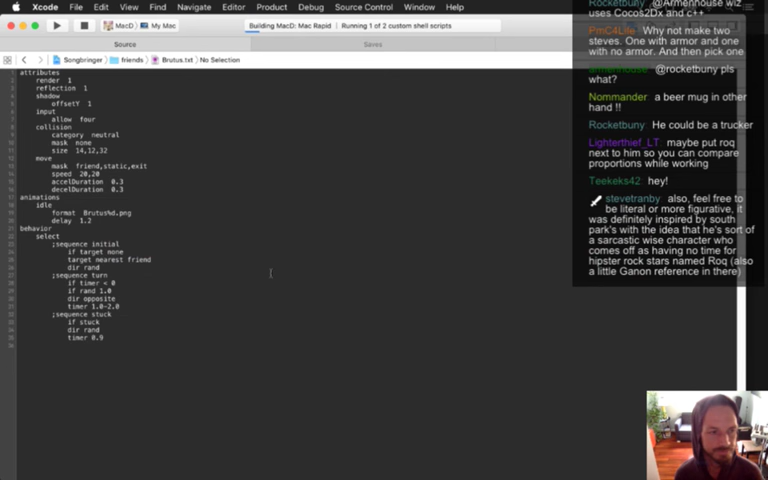 Xcode File Edit View Find Navigate Editor Product Debug Source Control Window Help
MacD My Mac
Building MacD: Mac Rapid Running 1 of 2 custom shell scripts
Source Saves
Songbringer friends Brutus.txt No Selection
attributes
render 1
reflection 1
shadow
offsetY 1
input
allow four
collision
category neutral
mask none
size 14,12,32
move
mask friend,static,exit
speed 20,20
accelDuration 0.3
decelDuration 0.3
animations
idle
format Brutus%d.png
delay 1.2
behavior
select
;sequence initial
if target none
target nearest friend
dir rand
;sequence turn
if timer < 0
if rand 1.0
dir opposite
timer 1.0~2.0
;sequence stuck
if stuck
dir rand
timer 0.9
Rocketbuny @Armenhouse wiz
uses Cocos2Dx and c++
FmC4Life Why not make two
steves. One with armor and one
with no armor. And then pick one
armenhouse @rocketbuny pls
what?
Nommander a beer mug in other
hand !!
Rocketbuny He could be a trucker
Lighterthief_LT maybe put roq
next to him so you can compare
proportions while working
Teekeks42 hey!
stevetranby also, feel free to
be literal or more figurative, it
was definitely inspired by south
park's with the idea that he's sort of
a sarcastic wise character who
comes off as having no time for
hipster rock stars named Roq (also
a little Ganon reference in there)